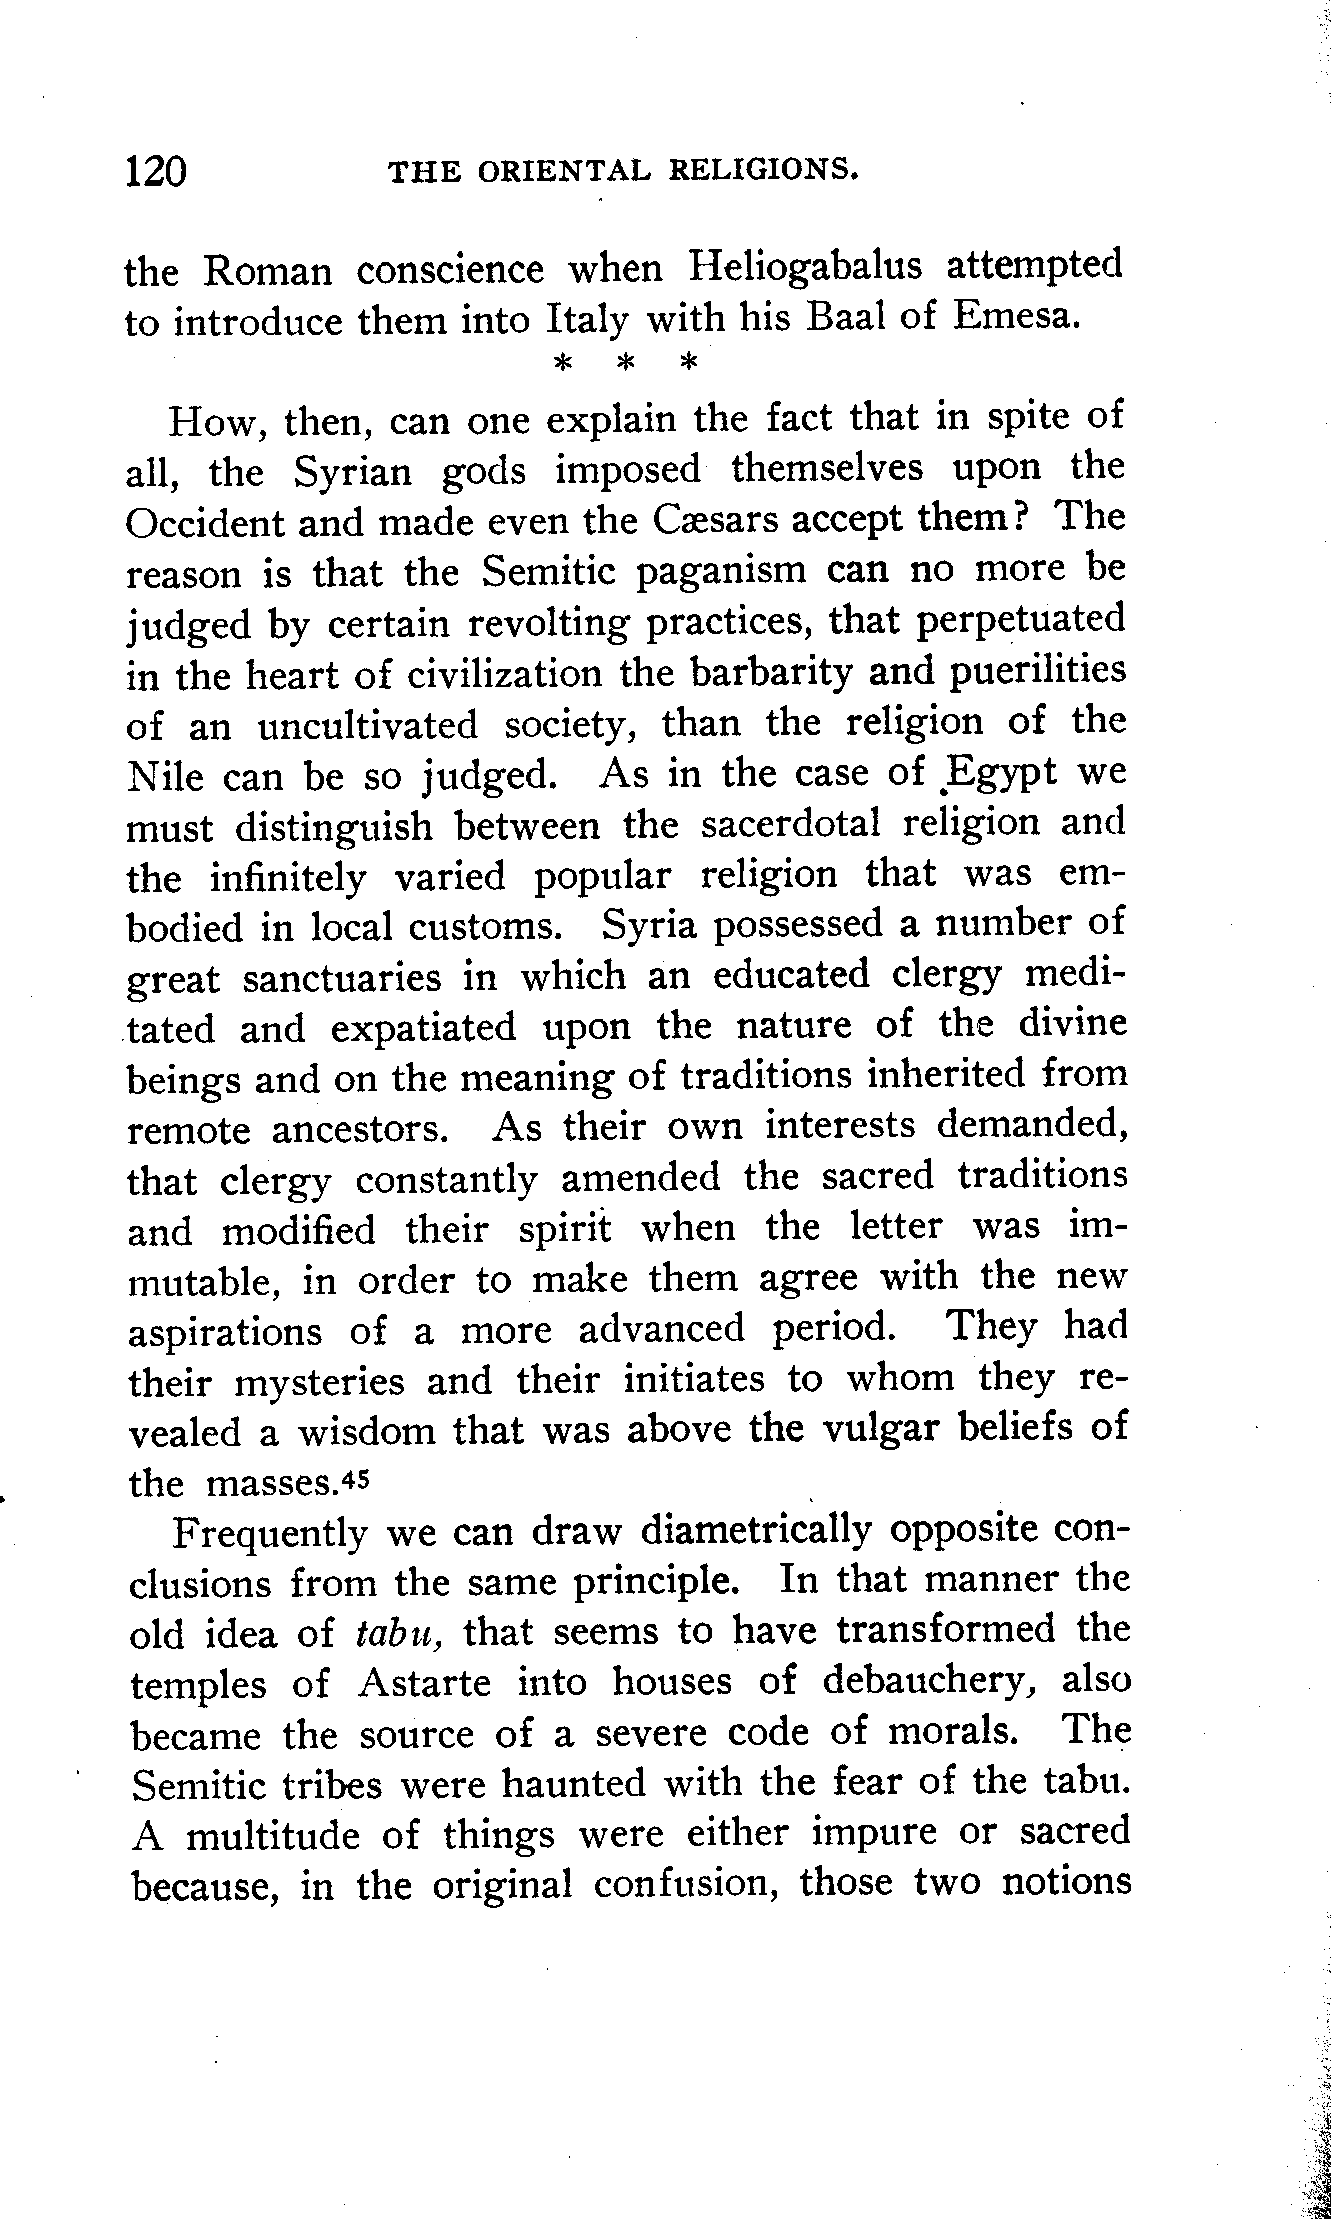 120 THE ORIENTAL RELIGIONS.
the Roman conscience when Heliogabalus attempted
to introduce them into Italy with his Baal of Emesa.
* * *
How, then, can one explain the fact that in spite of
all, the Syrian gods imposed themselves upon the
Occident and made even the Cæsars accept them? The
reason is that the Semitic paganism can no more be
judged by certain revolting practices, that perpetuated
in the heart of civilization the barbarity and puerilities
of an uncultivated society, than the religion of the
Nile can be so judged. As in the case of Egypt we
must distinguish between the sacerdotal religion and
the infinitely varied popular religion that was em-
bodied in local customs. Syria possessed a number of
great sanctuaries in which an educated clergy medi-
tated and expatiated upon the nature of the divine
beings and on the meaning of traditions inherited from
remote ancestors. As their own interests demanded,
that clergy constantly amended the sacred traditions
and modified their spirit when the letter was im-
mutable, in order to make them agree with the new
aspirations of a more advanced period. They had
their mysteries and their initiates to whom they re-
vealed a wisdom that was above the vulgar beliefs of
the masses.45
Frequently we can draw diametrically opposite con-
clusions from the same principle. In that manner the
old idea of tabu, that seems to have transformed the
temples of Astarte into houses of debauchery, also
became the source of a severe code of morals. The
Semitic tribes were haunted with the fear of the tabu.
A multitude of things were either impure or sacred
because, in the original confusion, those two notions